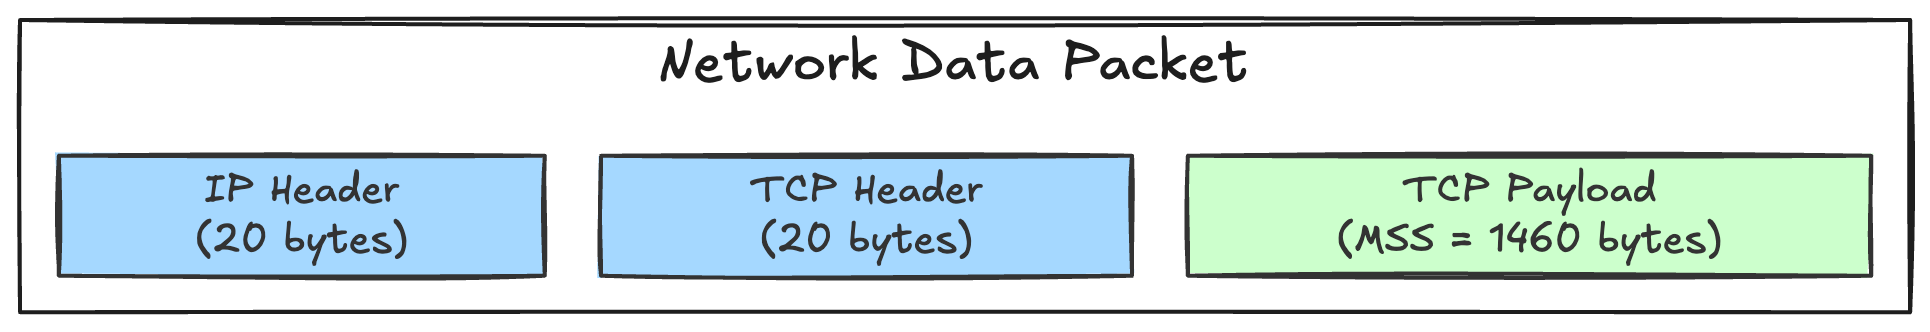 Network Data Packet
IP Header
(20 bytes)
TCP Header
(20 bytes)
TCP Payload
(MSS = 1460 bytes)